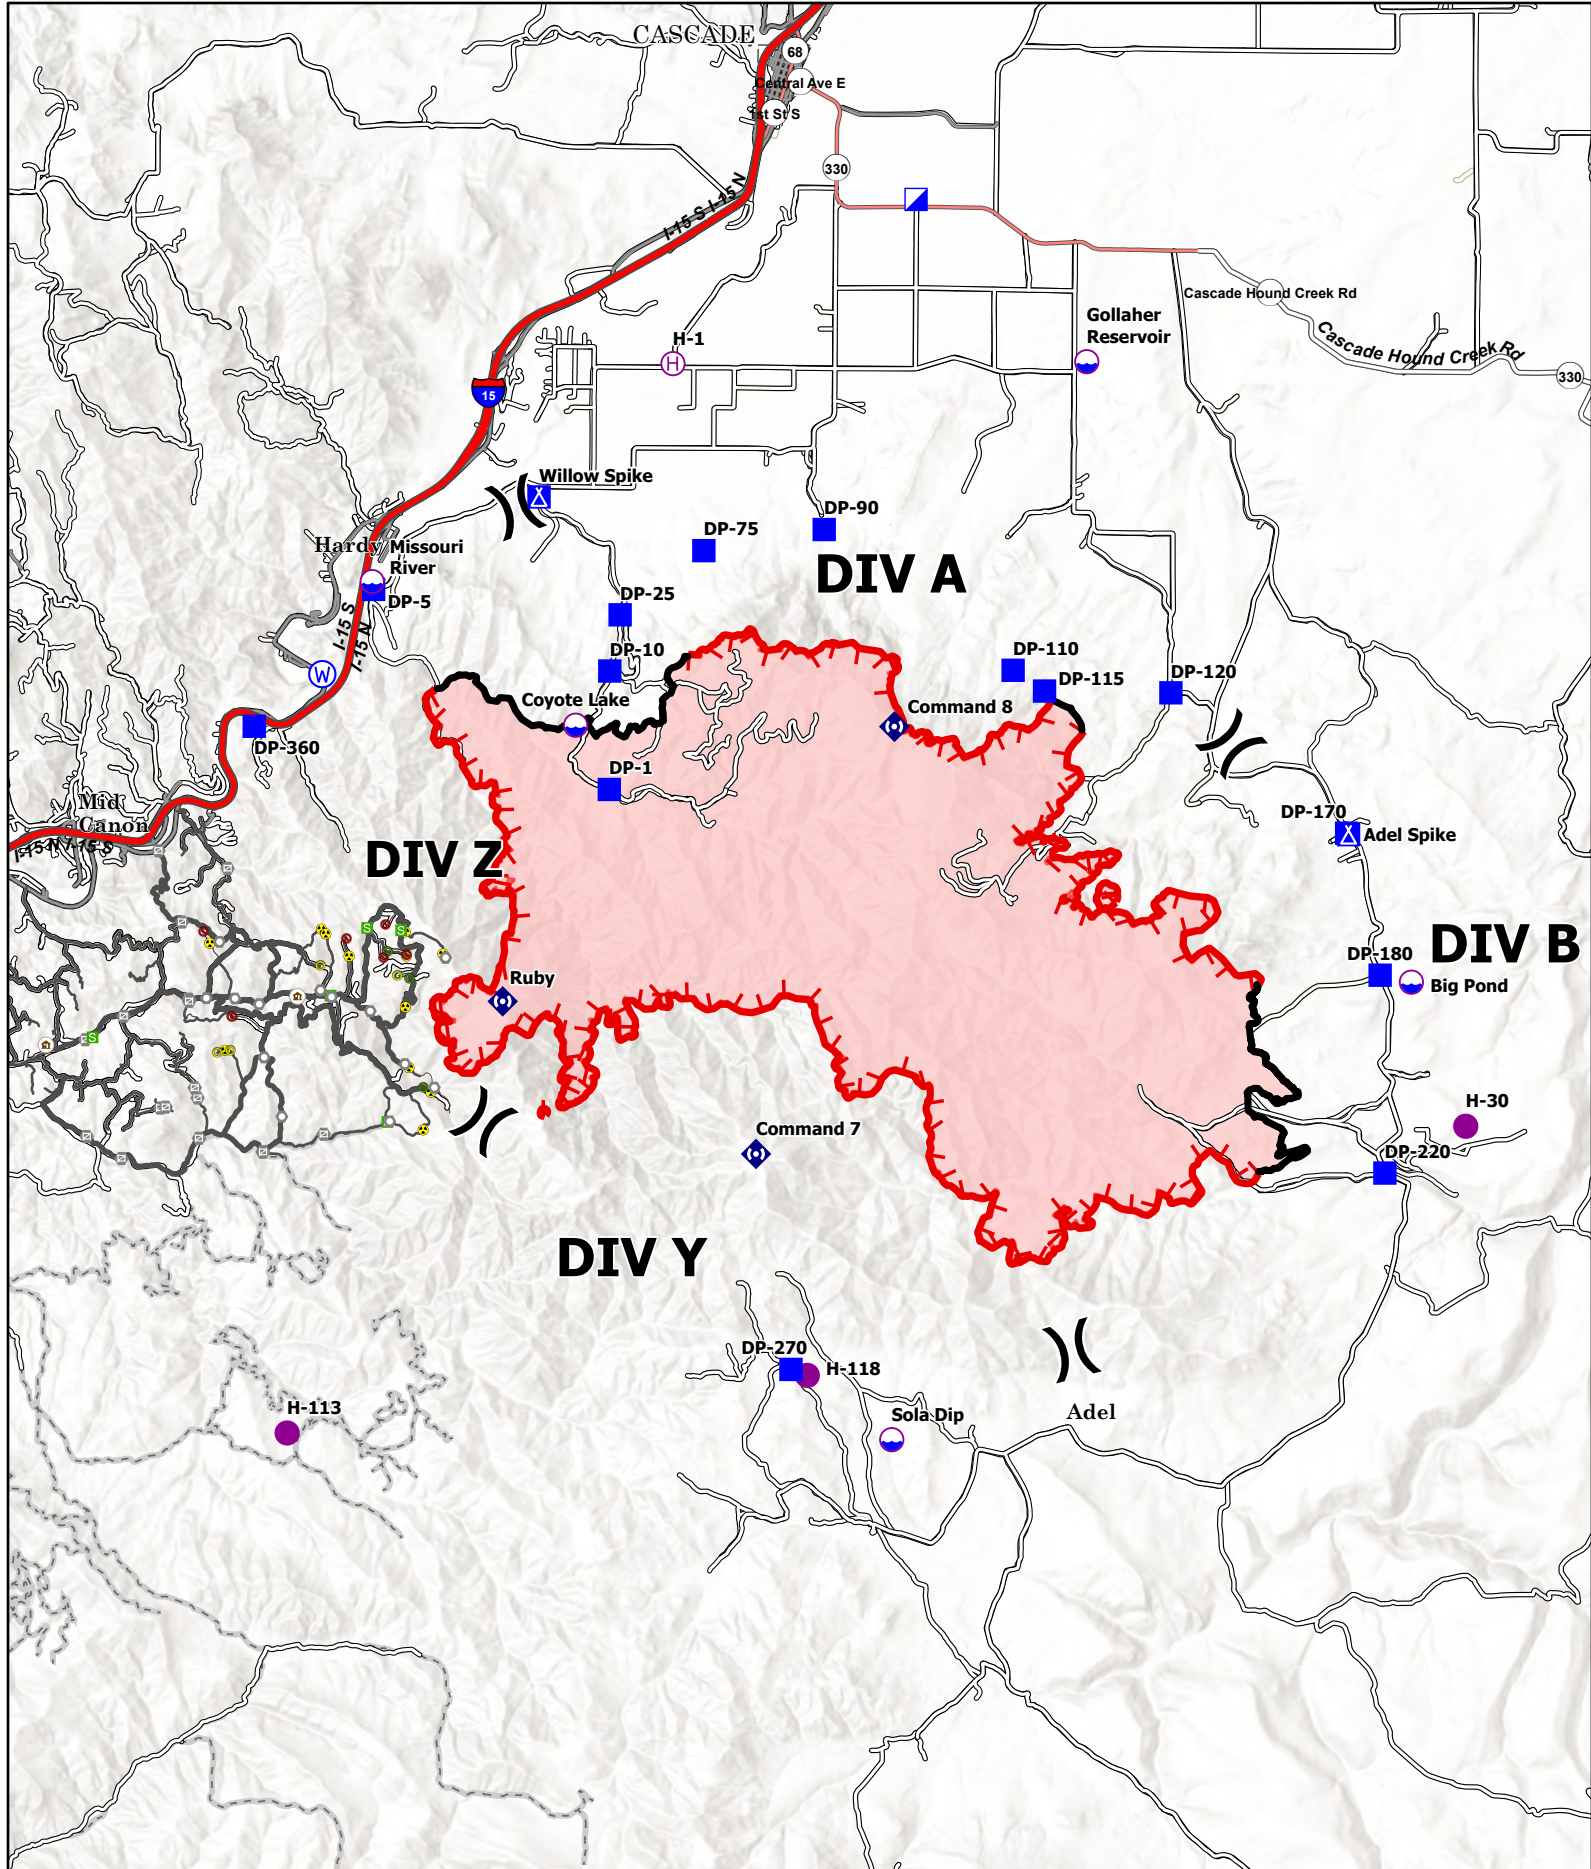 CASCADE
68
Central Ave E
1st St S
330
I-15 S I-15 N
Cascade Hound Creek Rd
Gollaher
Reservoir
Cascade Hound Creek Rd
330
H-1
H
15
Willow Spike
DP-90
DP-75
Hardy
Missouri
River
DIV A
DP-5
DP-25
I-15 S
I-15 N
DP-10
DP-110
DP-115
DP-120
W
Coyote Lake
Command 8
DP-360
DP-1
Mid
Canon
I-15 N I-15 S
DP-170
Adel Spike
DIV Z
S
S
DIV B
DP-180
Big Pond
Ruby
S
H-30
Command 7
DP-220
DIV Y
DP-270
H-118
H-113
Sola Dip
Adel